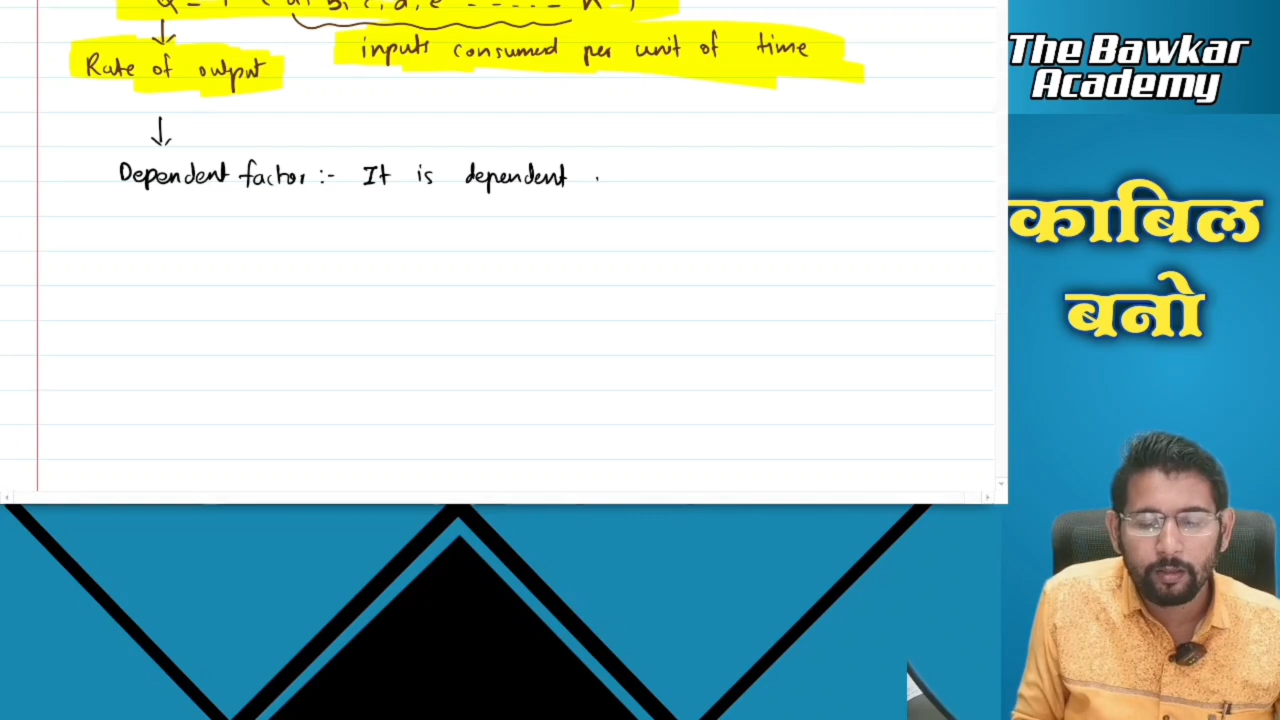 Q = f ( a, b, c, d, e ----- n )
inputs consumed per unit of time
Rate of output
Dependent factor :- It is dependent
The Bawkar
Academy
काबिल
बनो